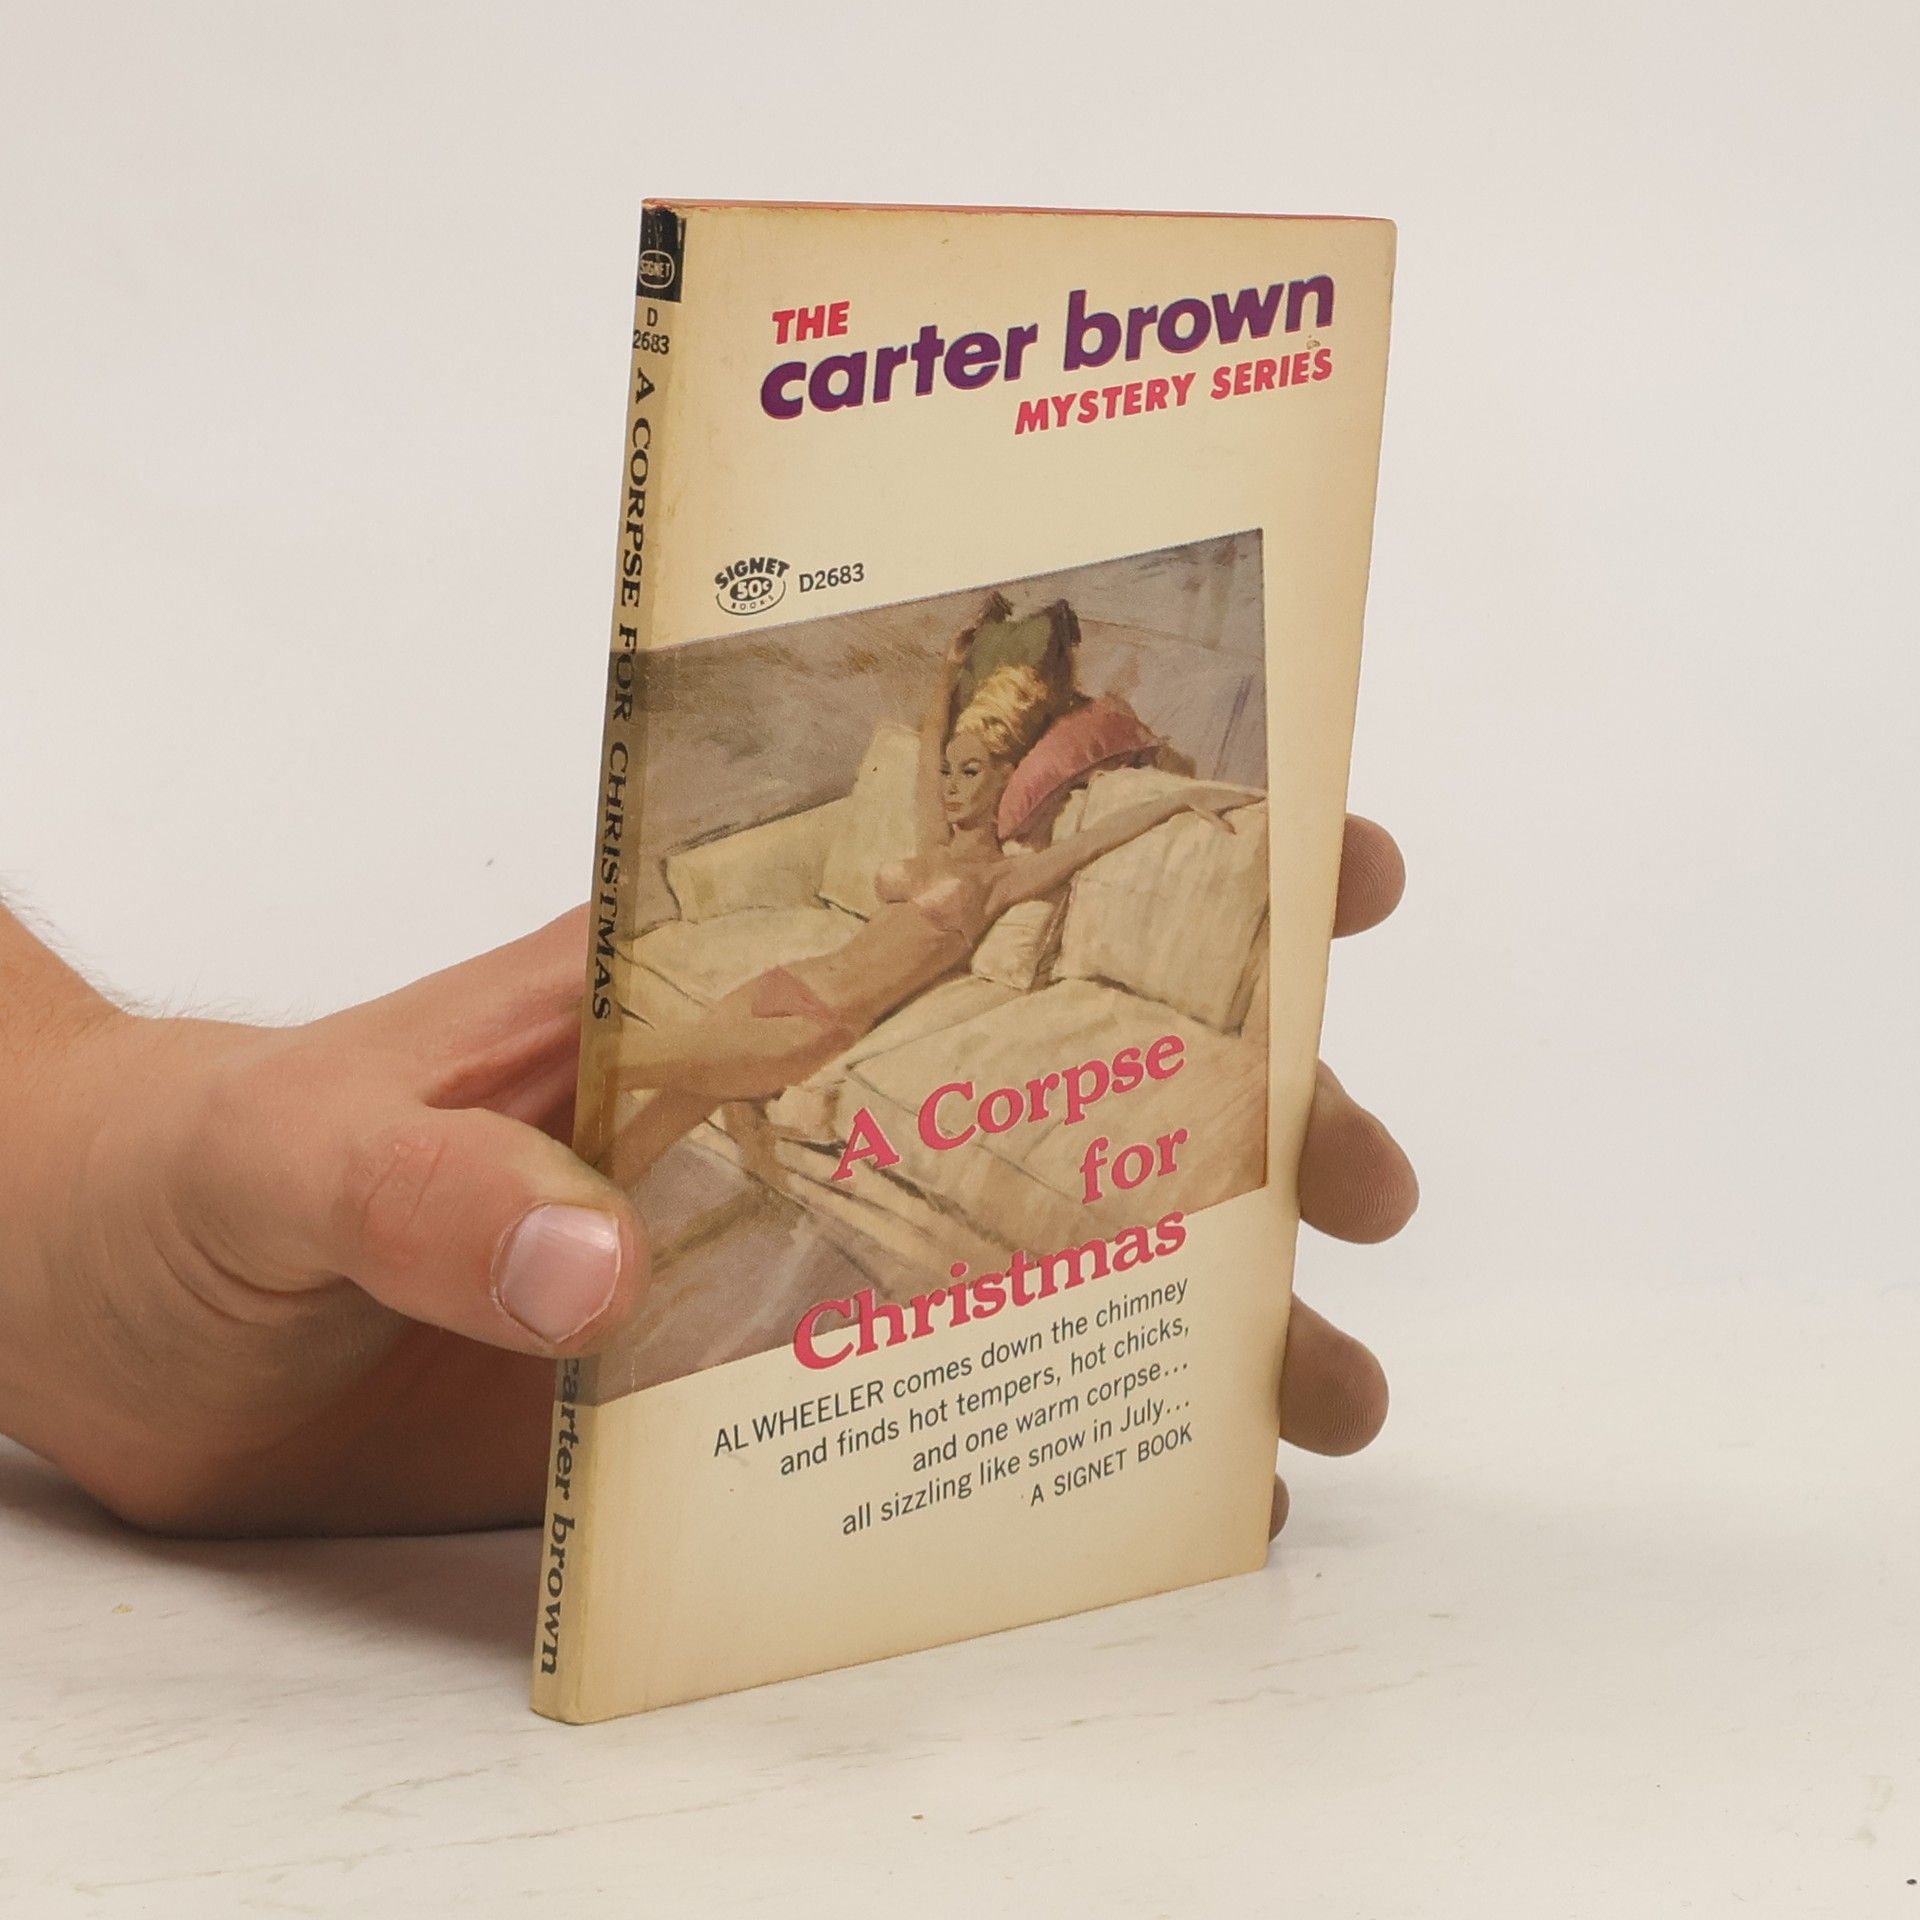 SIGNET
D
2683
A CORPSE FOR CHRISTMAS
carter brown
THE
carter brown
MYSTERY SERIES
SIGNET
50¢
BOOKS
D2683
A Corpse
for
Christmas
AL WHEELER comes down the chimney
and finds hot tempers, hot chicks,
and one warm corpse...
all sizzling like snow in July...
A SIGNET BOOK